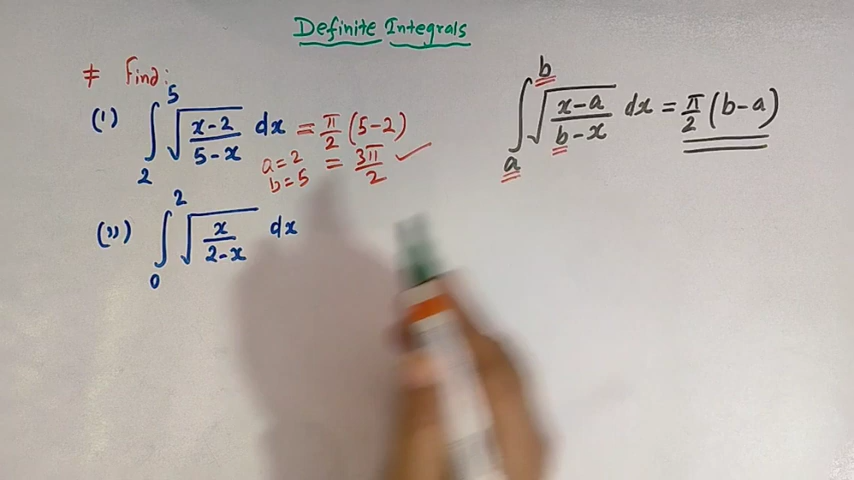 Definite Integrals
≠ Find:
(i) ∫₂⁵ √((x-2)/(5-x)) dx = π/2 (5-2)
a=2
b=5
= 3π/2 ✓
(ii) ∫₀² √(x/(2-x)) dx
∫ₐᵇ √((x-a)/(b-x)) dx = π/2 (b-a)